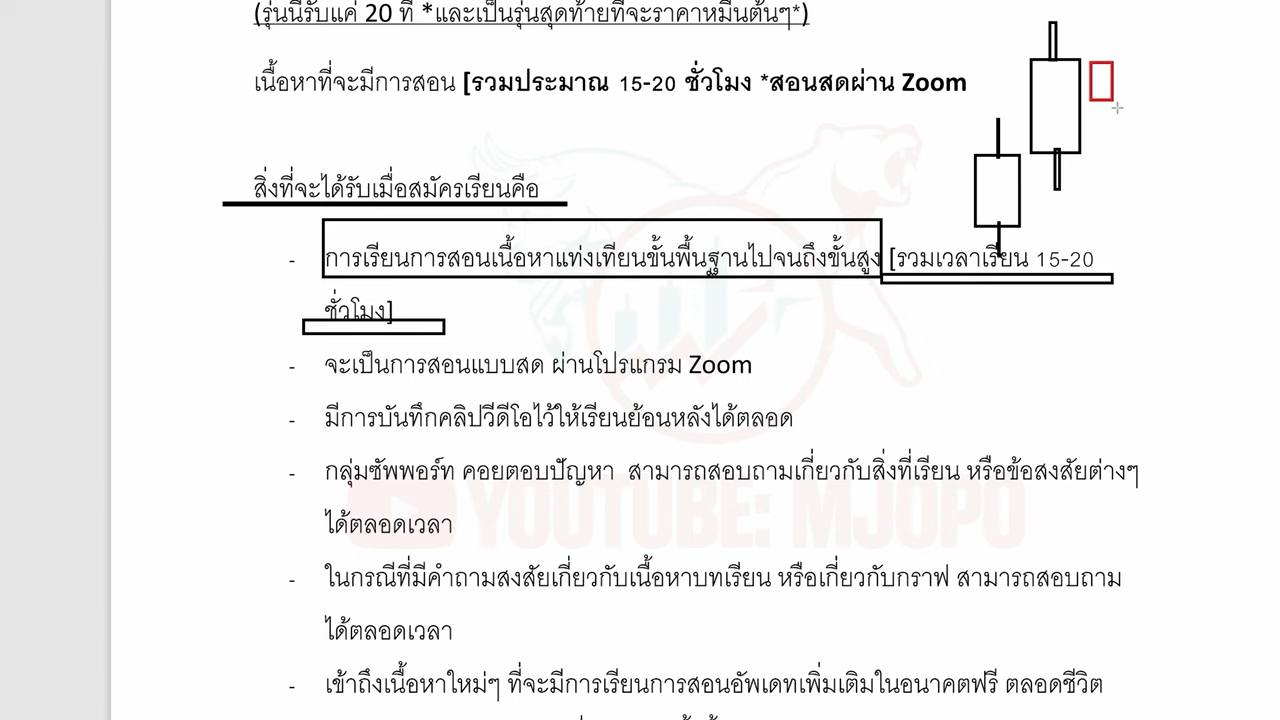 (รุ่นนี้รับแค่ 20 ที่ *และเป็นรุ่นสุดท้ายที่จะราคาหมื่นต้นๆ*)
เนื้อหาที่จะมีการสอน [รวมประมาณ 15-20 ชั่วโมง *สอนสดผ่าน Zoom
สิ่งที่จะได้รับเมื่อสมัครเรียนคือ
- การเรียนการสอนเนื้อหาแท่งเทียนขั้นพื้นฐานไปจนถึงขั้นสูง [รวมเวลาเรียน 15-20
ชั่วโมง]
- จะเป็นการสอนแบบสด ผ่านโปรแกรม Zoom
- มีการบันทึกคลิปวีดีโอไว้ให้เรียนย้อนหลังได้ตลอด
- กลุ่มซัพพอร์ท คอยตอบปัญหา สามารถสอบถามเกี่ยวกับสิ่งที่เรียน หรือข้อสงสัยต่างๆ
ได้ตลอดเวลา
YOUTUBE: MJOPO
- ในกรณีที่มีคำถามสงสัยเกี่ยวกับเนื้อหาบทเรียน หรือเกี่ยวกับกราฟ สามารถสอบถาม
ได้ตลอดเวลา
- เข้าถึงเนื้อหาใหม่ๆ ที่จะมีการเรียนการสอนอัพเดทเพิ่มเติมในอนาคตฟรี ตลอดชีวิต